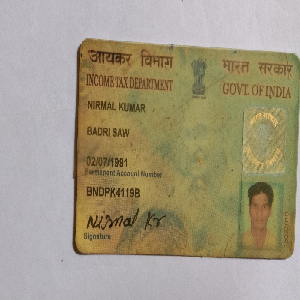 आयकर विभाग भारत सरकार
INCOME TAX DEPARTMENT GOVT. OF INDIA
NIRMAL KUMAR
BADRI SAW
02/07/1991
Permanent Account Number
BNDPK4119B
Nirmal Kr
Signature